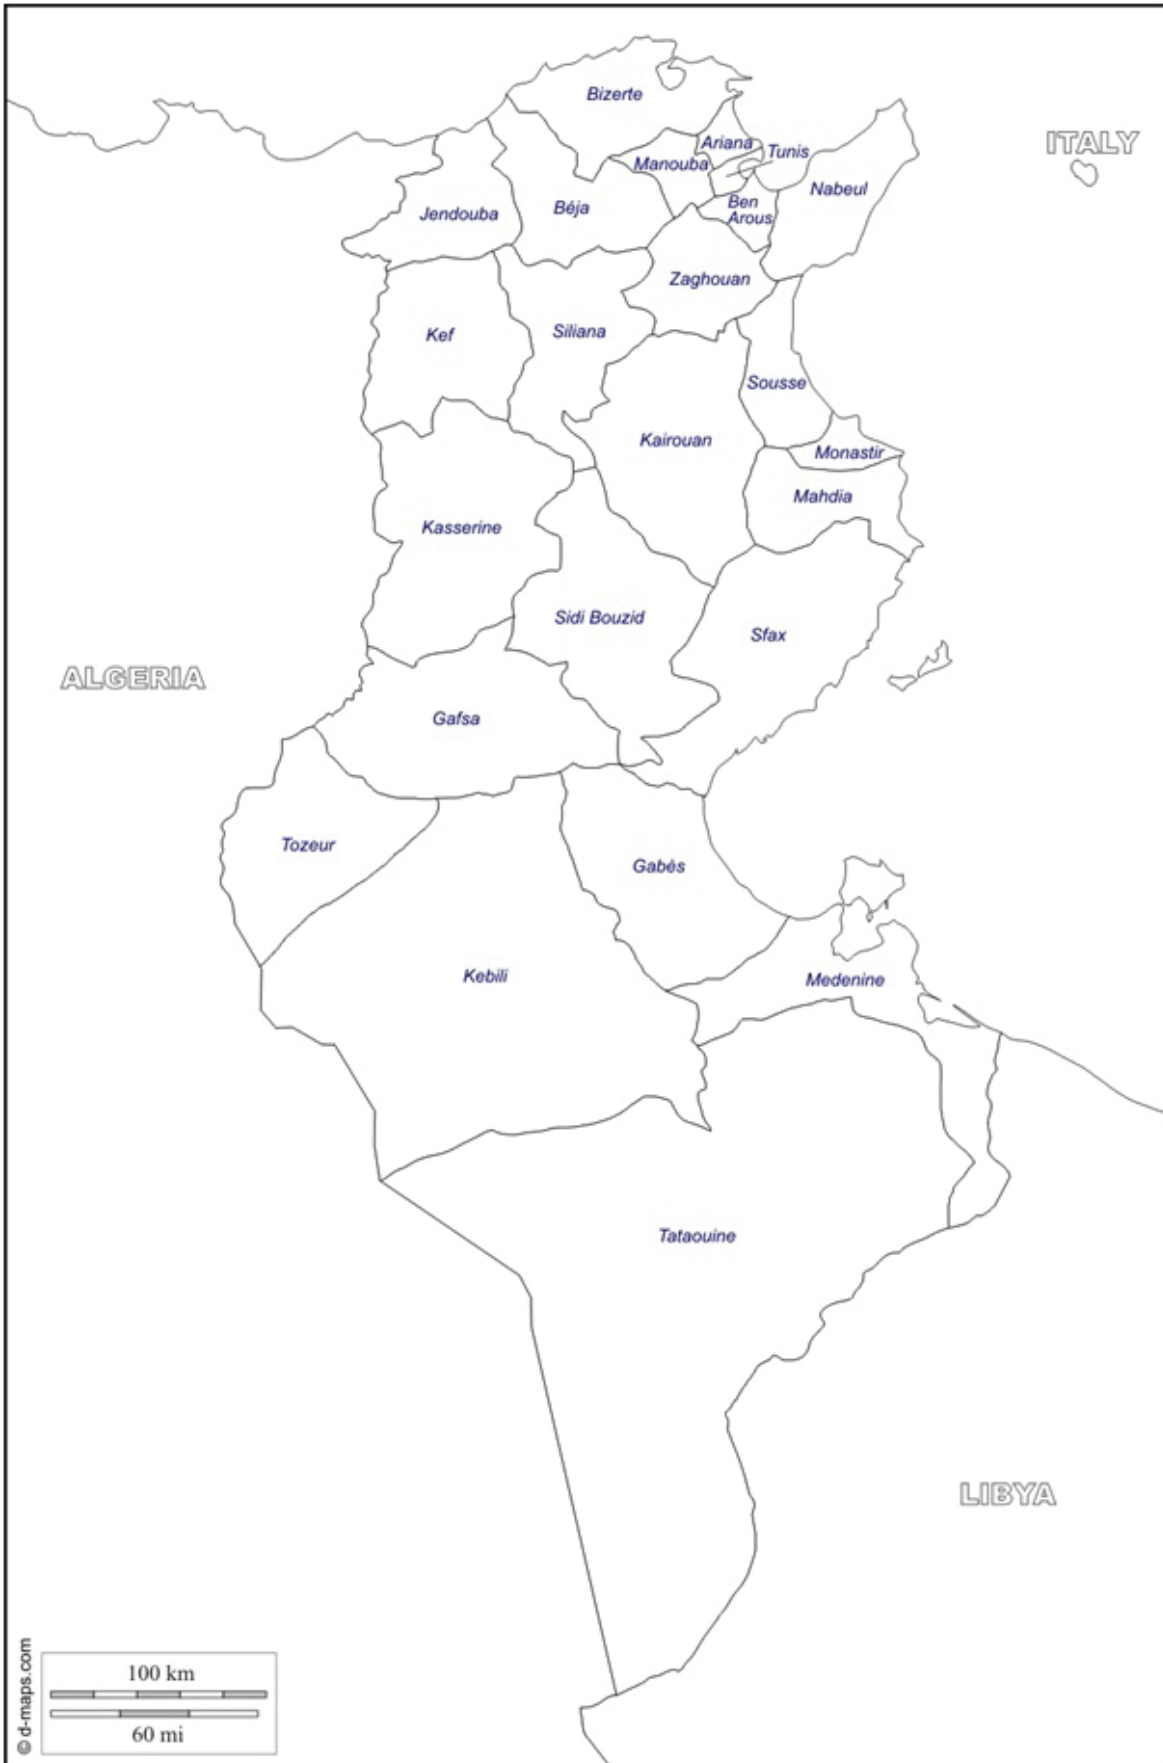 Bizerte
ITALY
Ariana
Tunis
Manouba
Nabeul
Ben
Arous
Béja
Jendouba
Zaghouan
Kef
Siliana
Sousse
Kairouan
Monastir
Mahdia
Kasserine
Sidi Bouzid
Sfax
ALGERIA
Gafsa
Tozeur
Gabés
Kebili
Medenine
Tataouine
LIBYA
© d-maps.com
100 km
60 mi